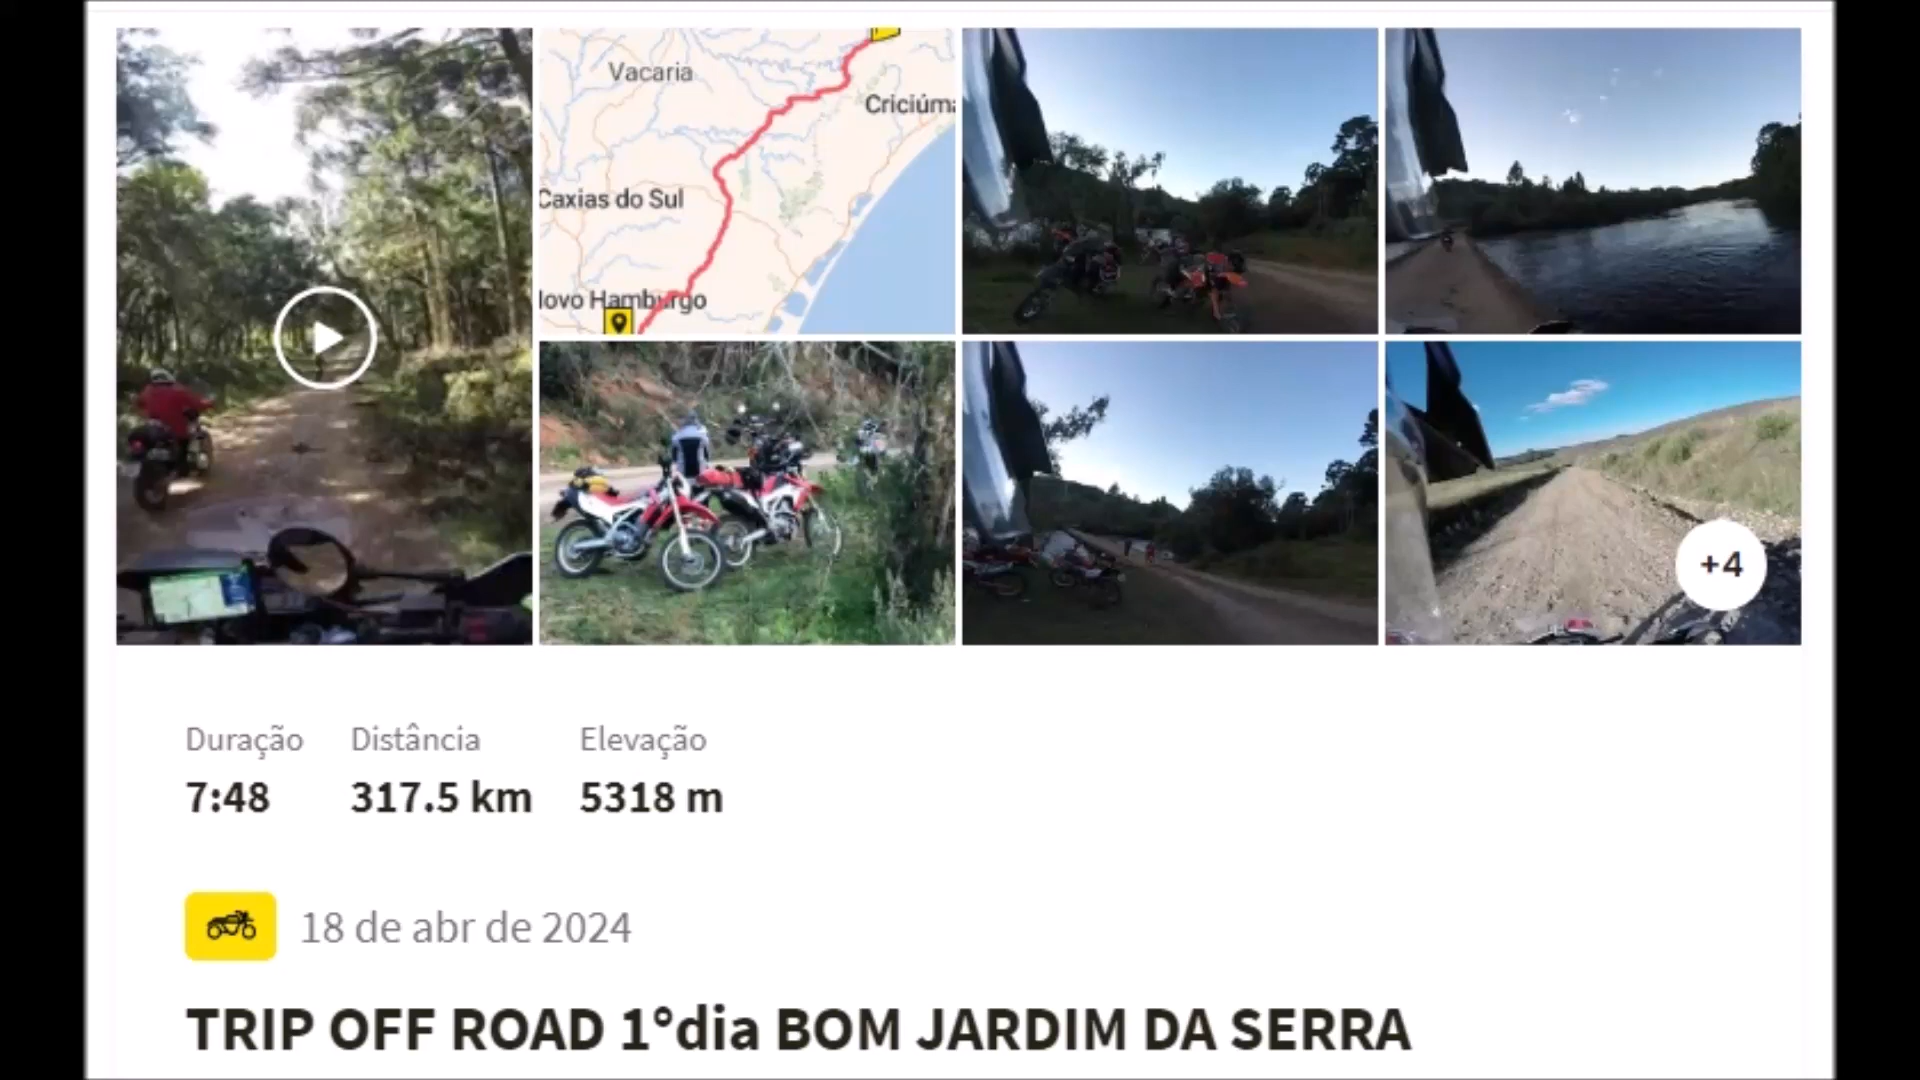 Vacaria
Criciúma
Caxias do Sul
Novo Hamburgo
+4
Duração Distância Elevação
7:48 317.5 km 5318 m
18 de abr de 2024
TRIP OFF ROAD 1°dia BOM JARDIM DA SERRA